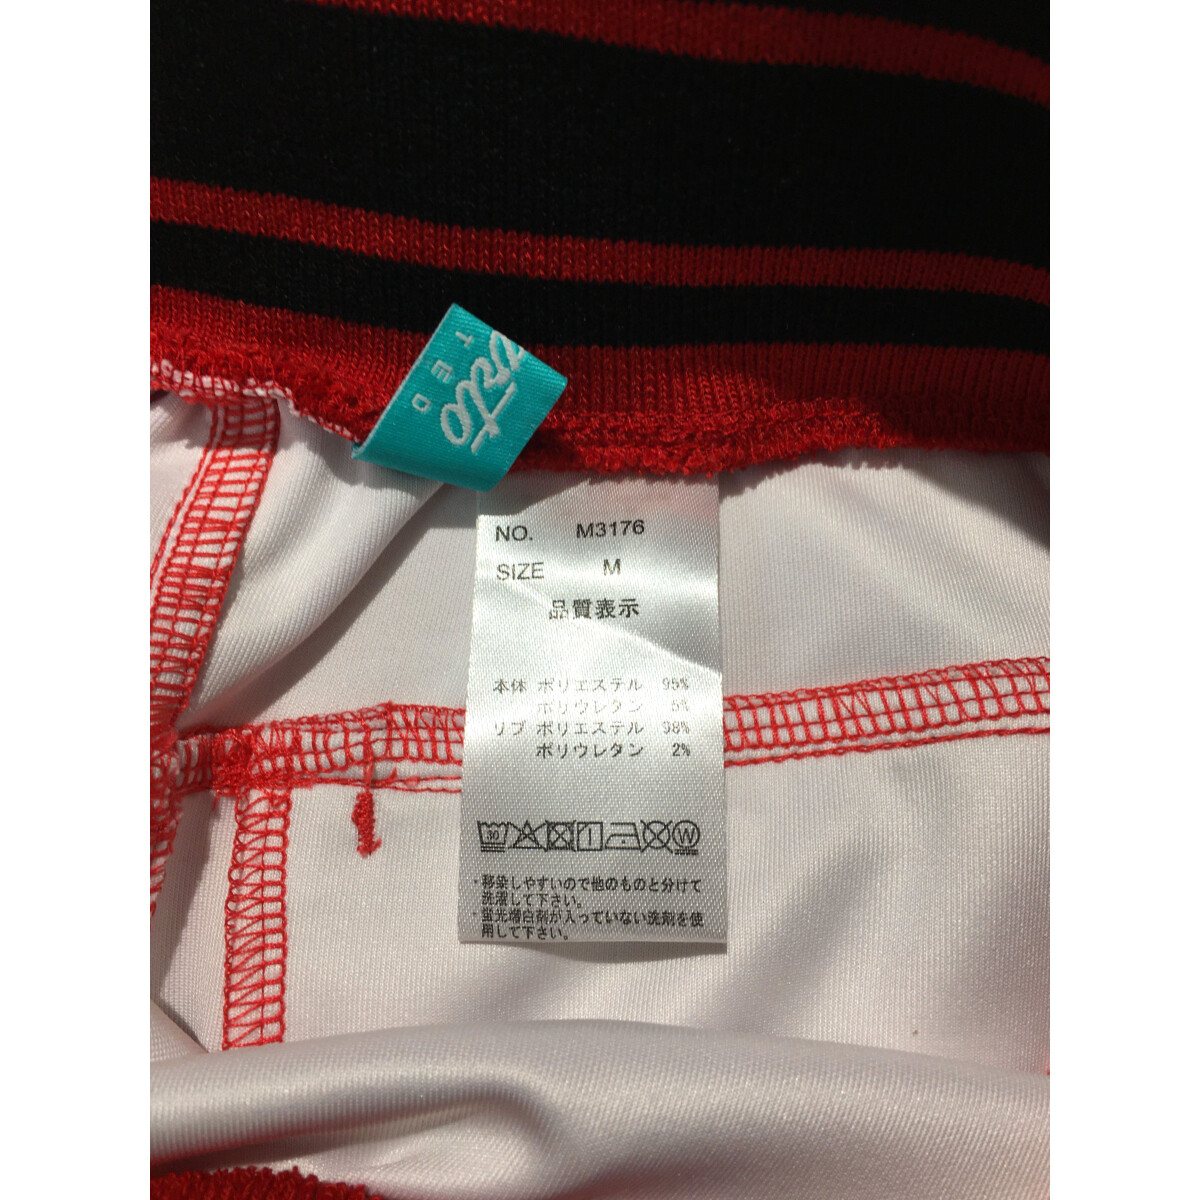 TED
NO. M3176
SIZE M
品質表示
本体 ポリエステル 95%
ポリウレタン 5%
リブ ポリエステル 98%
ポリウレタン 2%
30 W
・移染しやすいので他のものと分けて
洗濯して下さい。
・蛍光増白剤が入っていない洗剤を使
用して下さい。